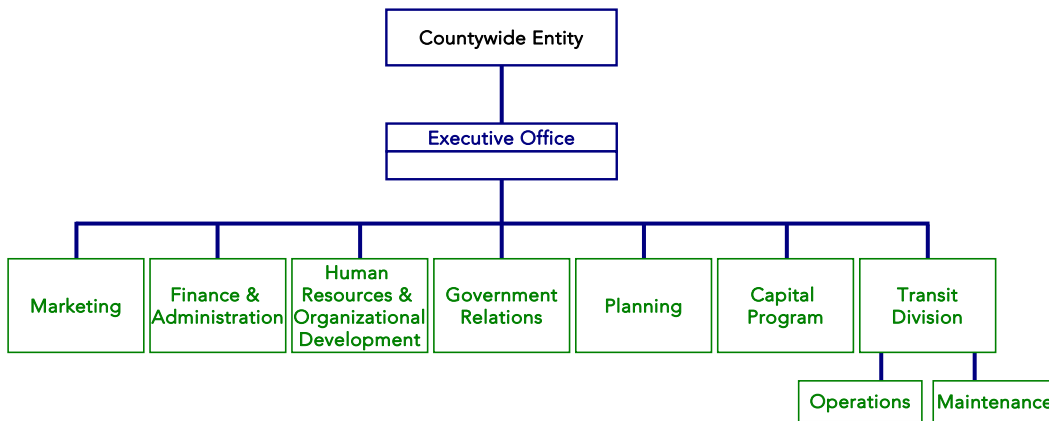 Countywide Entity
Executive Office
Marketing
Finance &
Administration
Human
Resources &
Organizational
Development
Government
Relations
Planning
Capital
Program
Transit
Division
Operations
Maintenance